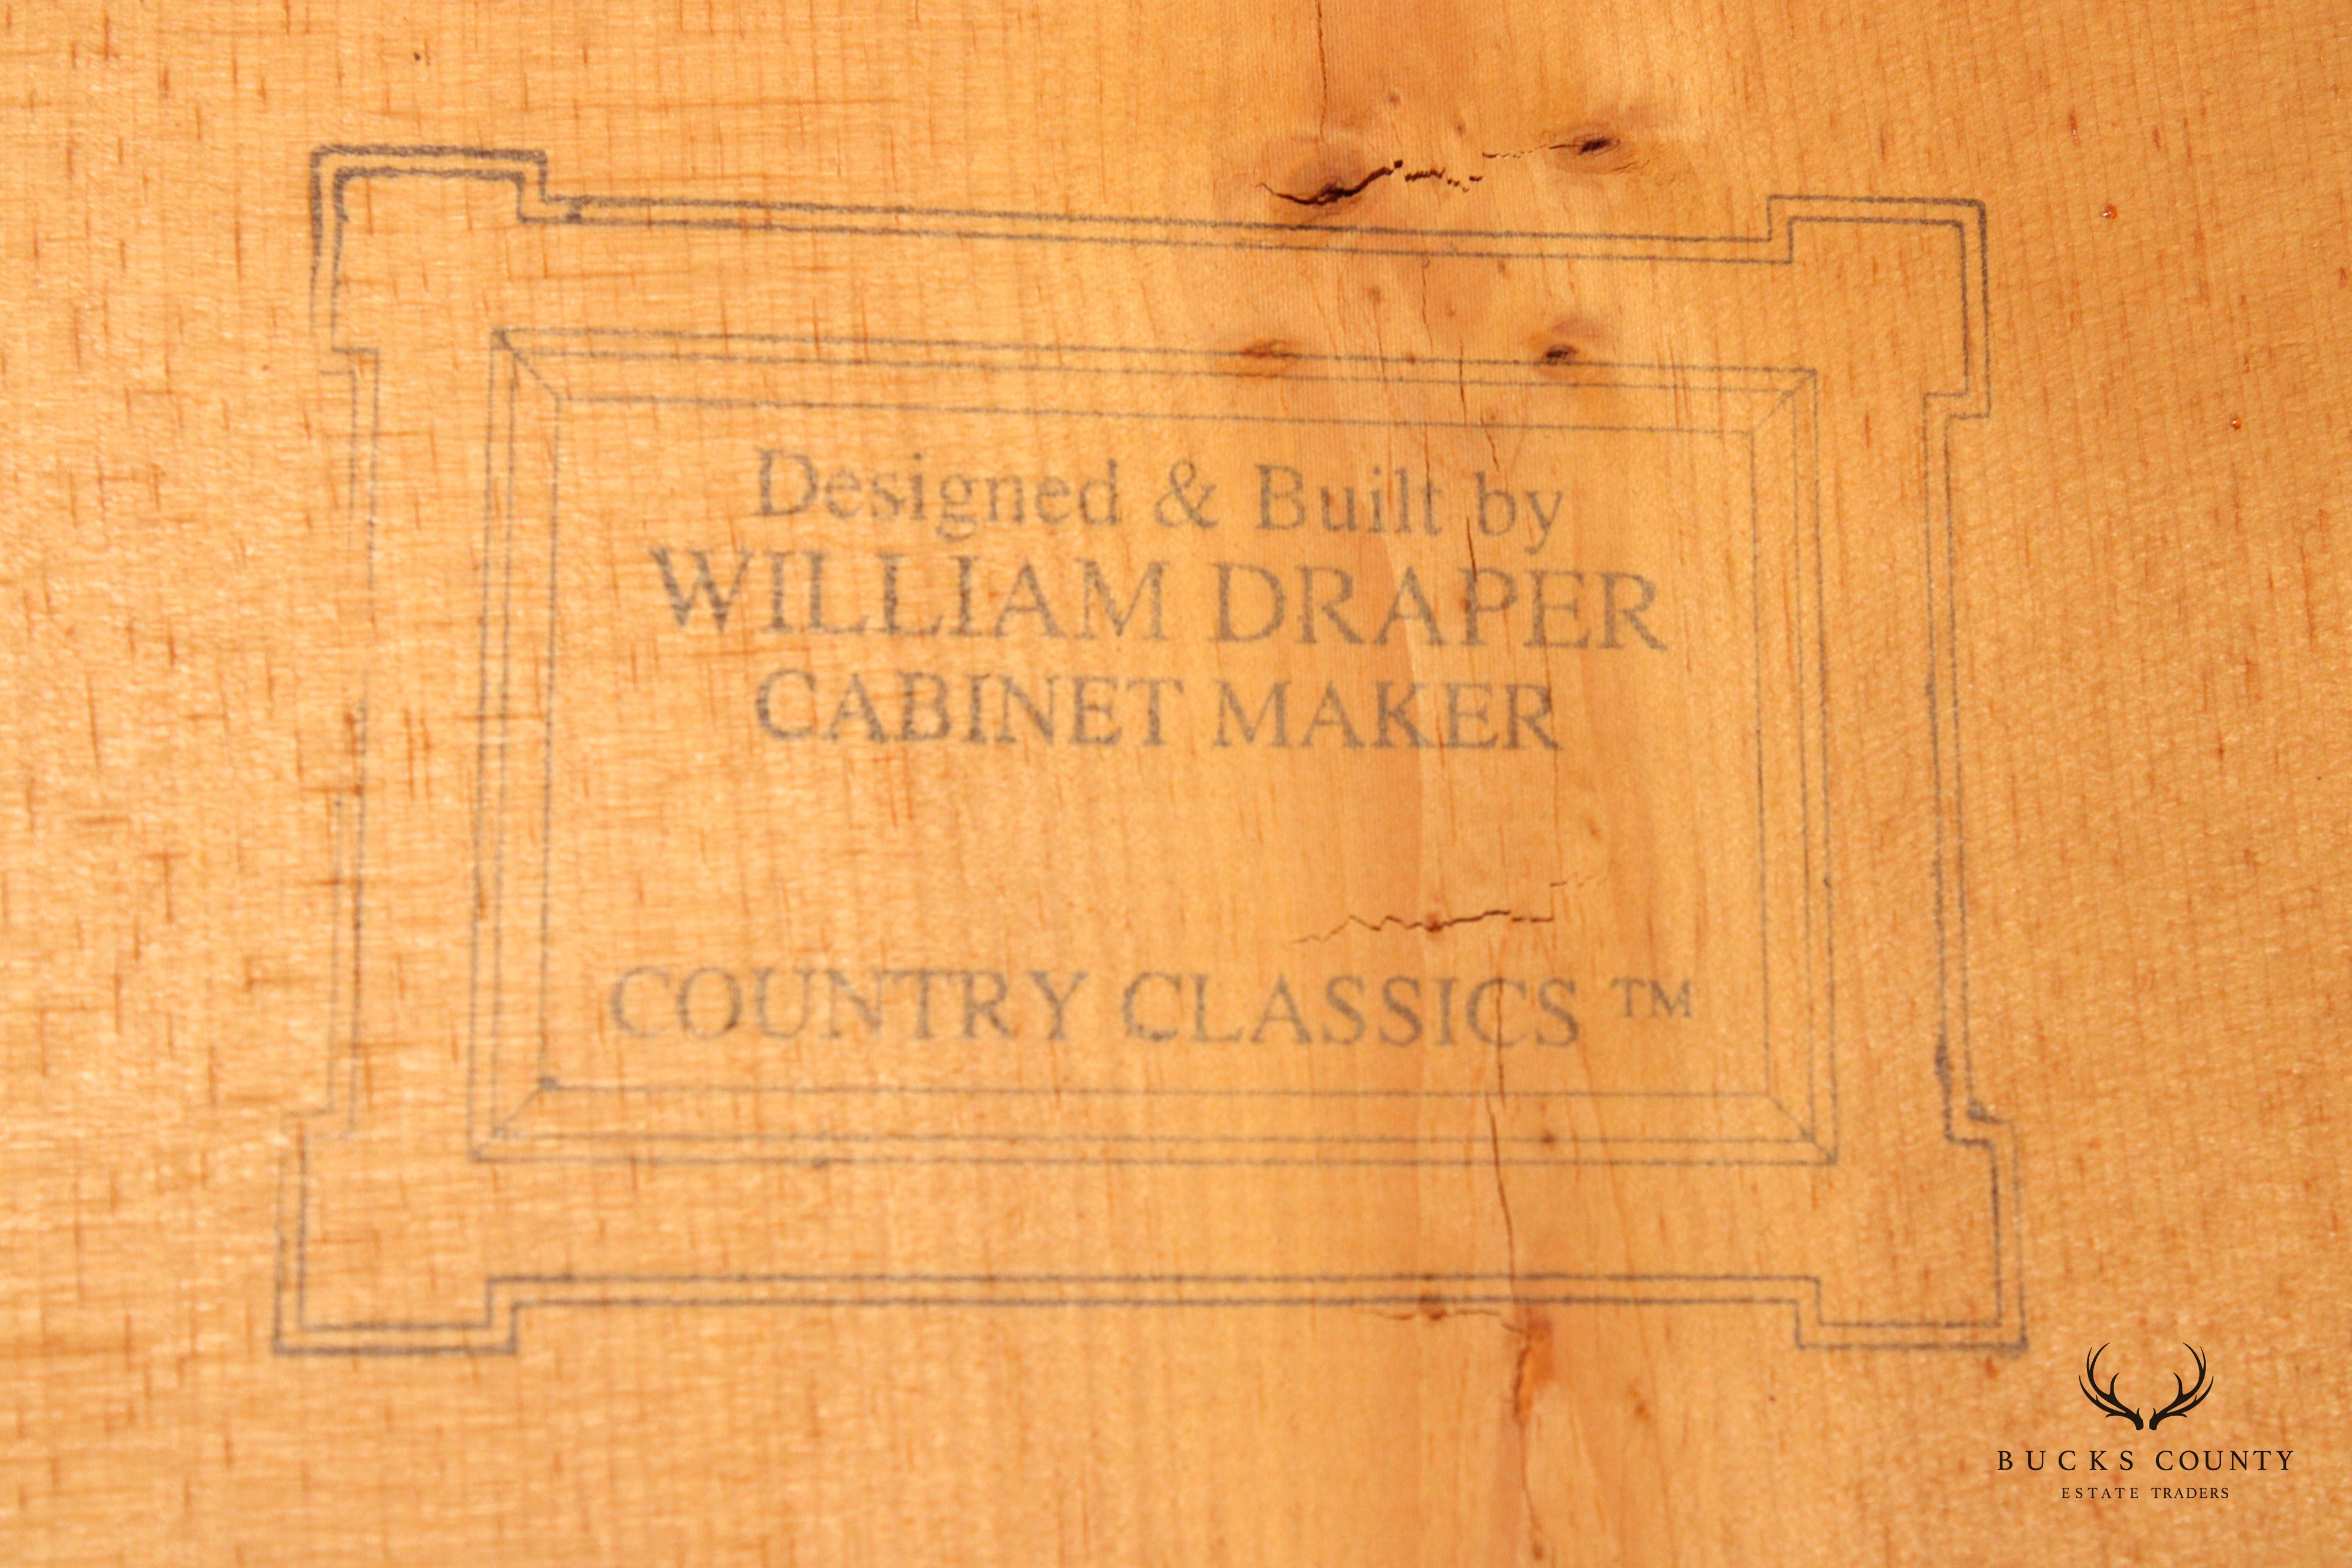 Designed & Built by
WILLIAM DRAPER
CABINET MAKER
COUNTRY CLASSICS ™
BUCKS COUNTY
ESTATE TRADERS